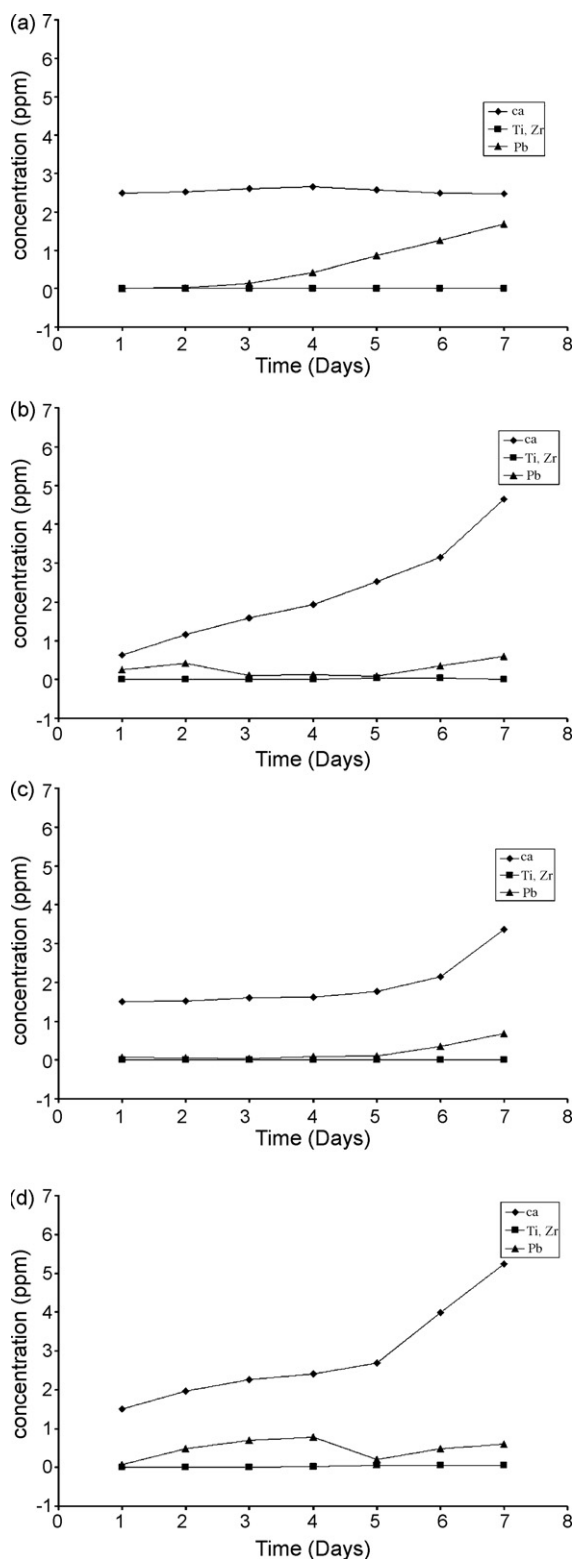 (a)
concentration (ppm)
7
6
5
4
3
2
1
0
-1
0 1 2 3 4 5 6 7 8
Time (Days)
ca
Ti, Zr
Pb
(b)
concentration (ppm)
7
6
5
4
3
2
1
0
-1
0 1 2 3 4 5 6 7 8
Time (Days)
ca
Ti, Zr
Pb
(c)
concentration (ppm)
7
6
5
4
3
2
1
0
-1
0 1 2 3 4 5 6 7 8
Time (Days)
ca
Ti, Zr
Pb
(d)
concentration (ppm)
7
6
5
4
3
2
1
0
-1
0 1 2 3 4 5 6 7 8
Time (Days)
ca
Ti, Zr
Pb